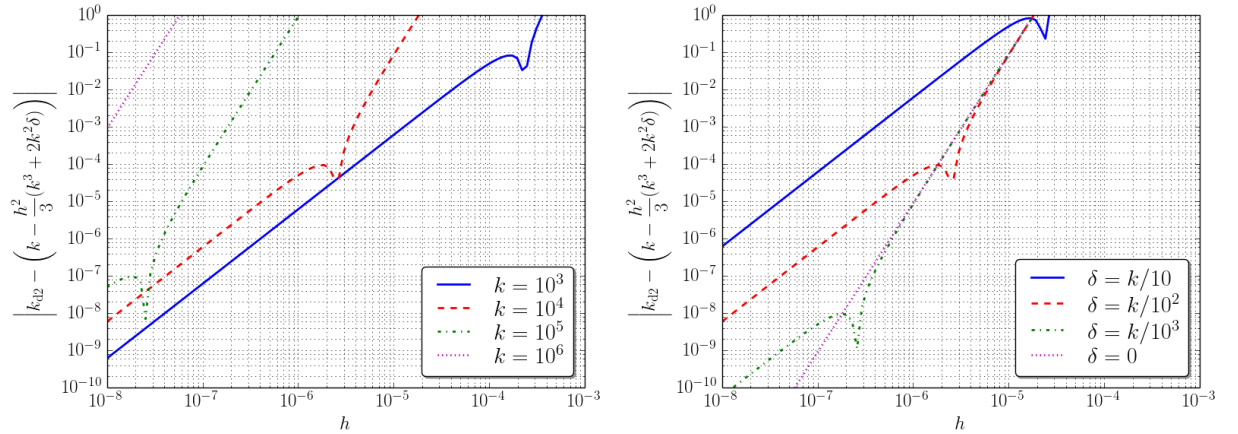 |k_{d2} − (k − \frac{h^2}{3}(k^3 + 2k^2δ))|
10^0
10^{-1}
10^{-2}
10^{-3}
10^{-4}
10^{-5}
10^{-6}
10^{-7}
10^{-8}
10^{-9}
10^{-10}
k = 10^3
k = 10^4
k = 10^5
k = 10^6
10^{-8} 10^{-7} 10^{-6} 10^{-5} 10^{-4} 10^{-3}
h
|k_{d2} − (k − \frac{h^2}{3}(k^3 + 2k^2δ))|
10^0
10^{-1}
10^{-2}
10^{-3}
10^{-4}
10^{-5}
10^{-6}
10^{-7}
10^{-8}
10^{-9}
10^{-10}
δ = k/10
δ = k/10^2
δ = k/10^3
δ = 0
10^{-8} 10^{-7} 10^{-6} 10^{-5} 10^{-4} 10^{-3}
h